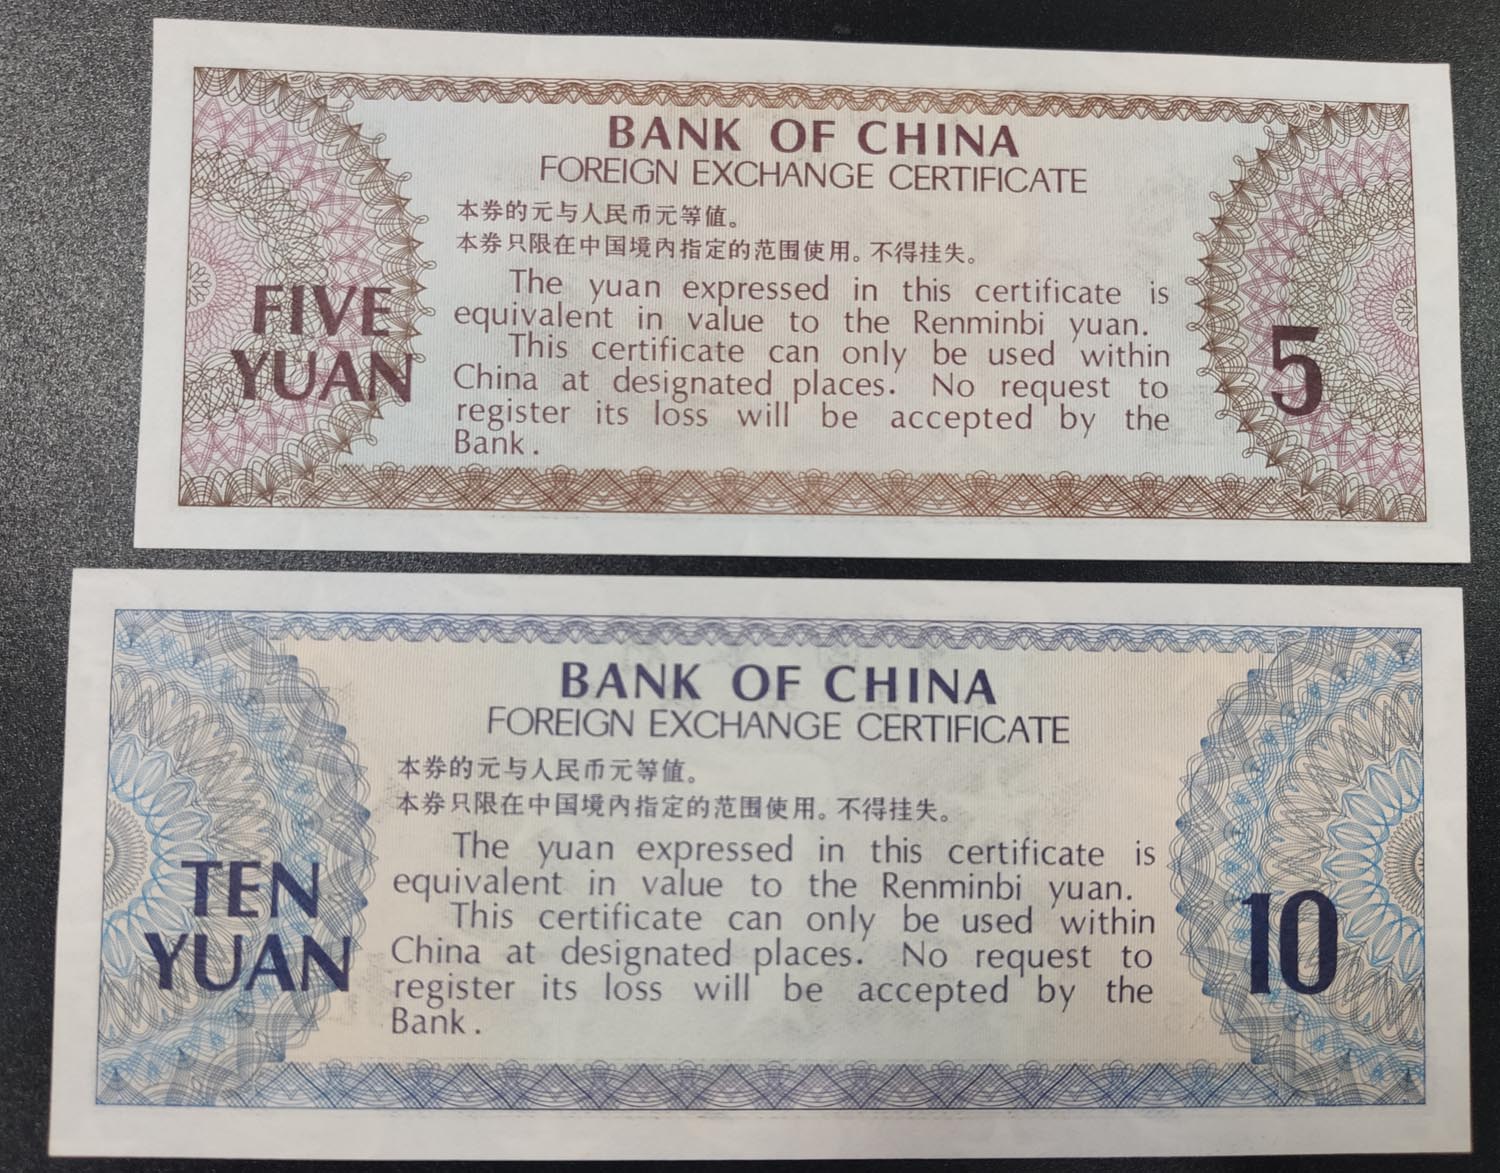 BANK OF CHINA
FOREIGN EXCHANGE CERTIFICATE
本券的元与人民币元等值。
本券只限在中国境内指定的范围使用。不得挂失。
The yuan expressed in this certificate is
equivalent in value to the Renminbi yuan.
This certificate can only be used within
China at designated places. No request to
register its loss will be accepted by the
Bank.
FIVE
YUAN
5
BANK OF CHINA
FOREIGN EXCHANGE CERTIFICATE
本券的元与人民币元等值。
本券只限在中国境内指定的范围使用。不得挂失。
The yuan expressed in this certificate is
equivalent in value to the Renminbi yuan.
This certificate can only be used within
China at designated places. No request to
register its loss will be accepted by the
Bank.
TEN
YUAN
10